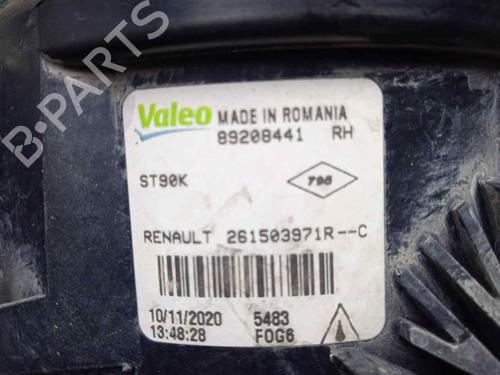 Valeo MADE IN ROMANIA
89208441 RH
ST90K
796
RENAULT 261503971R--C
10/11/2020 5483
13:48:28 FOG6
B-PARTS